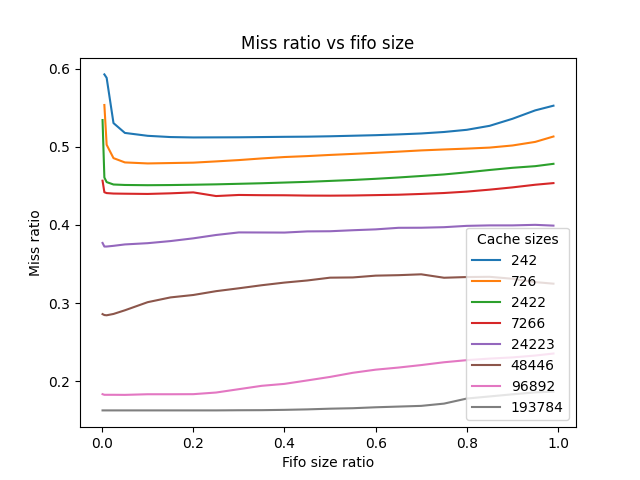 Miss ratio vs fifo size
0.6
0.5
0.4
0.3
0.2
Miss ratio
Cache sizes
242
726
2422
7266
24223
48446
96892
193784
0.0 0.2 0.4 0.6 0.8 1.0
Fifo size ratio